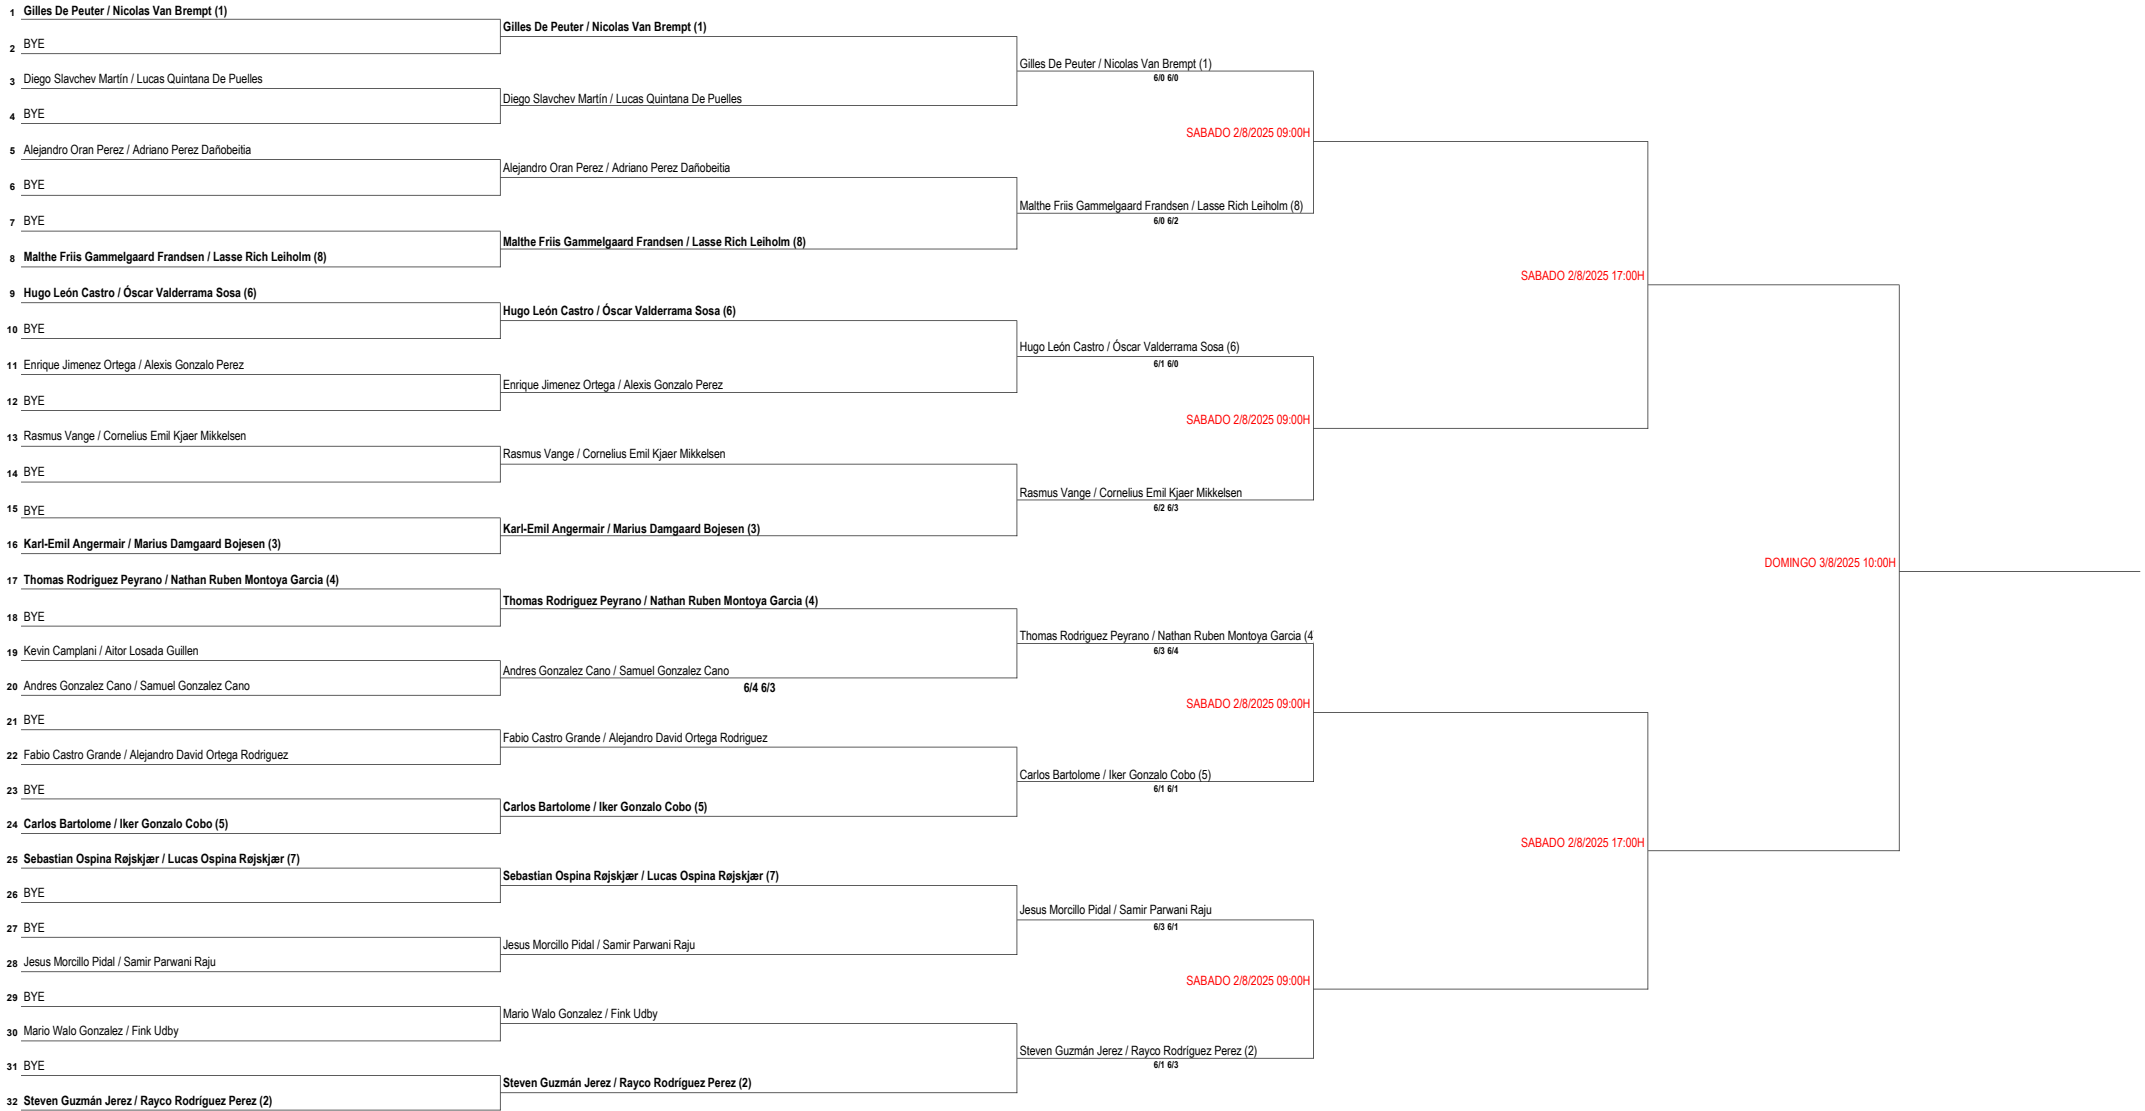 1 Gilles De Peuter / Nicolas Van Brempt (1)
2 BYE
3 Diego Slavchev Martín / Lucas Quintana De Puelles
4 BYE
5 Alejandro Oran Perez / Adriano Perez Dañobeitia
6 BYE
7 BYE
8 Malthe Friis Gammelgaard Frandsen / Lasse Rich Leiholm (8)
9 Hugo León Castro / Óscar Valderrama Sosa (6)
10 BYE
11 Enrique Jimenez Ortega / Alexis Gonzalo Perez
12 BYE
13 Rasmus Vange / Cornelius Emil Kjaer Mikkelsen
14 BYE
15 BYE
16 Karl-Emil Angermair / Marius Damgaard Bojesen (3)
17 Thomas Rodriguez Peyrano / Nathan Ruben Montoya Garcia (4)
18 BYE
19 Kevin Camplani / Aitor Losada Guillen
20 Andres Gonzalez Cano / Samuel Gonzalez Cano
21 BYE
22 Fabio Castro Grande / Alejandro David Ortega Rodriguez
23 BYE
24 Carlos Bartolome / Iker Gonzalo Cobo (5)
25 Sebastian Ospina Røjskjær / Lucas Ospina Røjskjær (7)
26 BYE
27 BYE
28 Jesus Morcillo Pidal / Samir Parwani Raju
29 BYE
30 Mario Walo Gonzalez / Fink Udby
31 BYE
32 Steven Guzmán Jerez / Rayco Rodríguez Perez (2)
Gilles De Peuter / Nicolas Van Brempt (1)
Diego Slavchev Martín / Lucas Quintana De Puelles
Alejandro Oran Perez / Adriano Perez Dañobeitia
Malthe Friis Gammelgaard Frandsen / Lasse Rich Leiholm (8)
Hugo León Castro / Óscar Valderrama Sosa (6)
Enrique Jimenez Ortega / Alexis Gonzalo Perez
Rasmus Vange / Cornelius Emil Kjaer Mikkelsen
Karl-Emil Angermair / Marius Damgaard Bojesen (3)
Thomas Rodriguez Peyrano / Nathan Ruben Montoya Garcia (4)
Andres Gonzalez Cano / Samuel Gonzalez Cano
6/4 6/3
Fabio Castro Grande / Alejandro David Ortega Rodriguez
Carlos Bartolome / Iker Gonzalo Cobo (5)
Sebastian Ospina Røjskjær / Lucas Ospina Røjskjær (7)
Jesus Morcillo Pidal / Samir Parwani Raju
Mario Walo Gonzalez / Fink Udby
Steven Guzmán Jerez / Rayco Rodríguez Perez (2)
Gilles De Peuter / Nicolas Van Brempt (1)
6/0 6/0
Malthe Friis Gammelgaard Frandsen / Lasse Rich Leiholm (8)
6/0 6/2
Hugo León Castro / Óscar Valderrama Sosa (6)
6/1 6/0
Rasmus Vange / Cornelius Emil Kjaer Mikkelsen
6/2 6/3
Thomas Rodriguez Peyrano / Nathan Ruben Montoya Garcia (4
6/3 6/4
Carlos Bartolome / Iker Gonzalo Cobo (5)
6/1 6/1
Jesus Morcillo Pidal / Samir Parwani Raju
6/3 6/1
Steven Guzmán Jerez / Rayco Rodríguez Perez (2)
6/1 6/3
SABADO 2/8/2025 09:00H
SABADO 2/8/2025 09:00H
SABADO 2/8/2025 09:00H
SABADO 2/8/2025 09:00H
SABADO 2/8/2025 17:00H
SABADO 2/8/2025 17:00H
DOMINGO 3/8/2025 10:00H